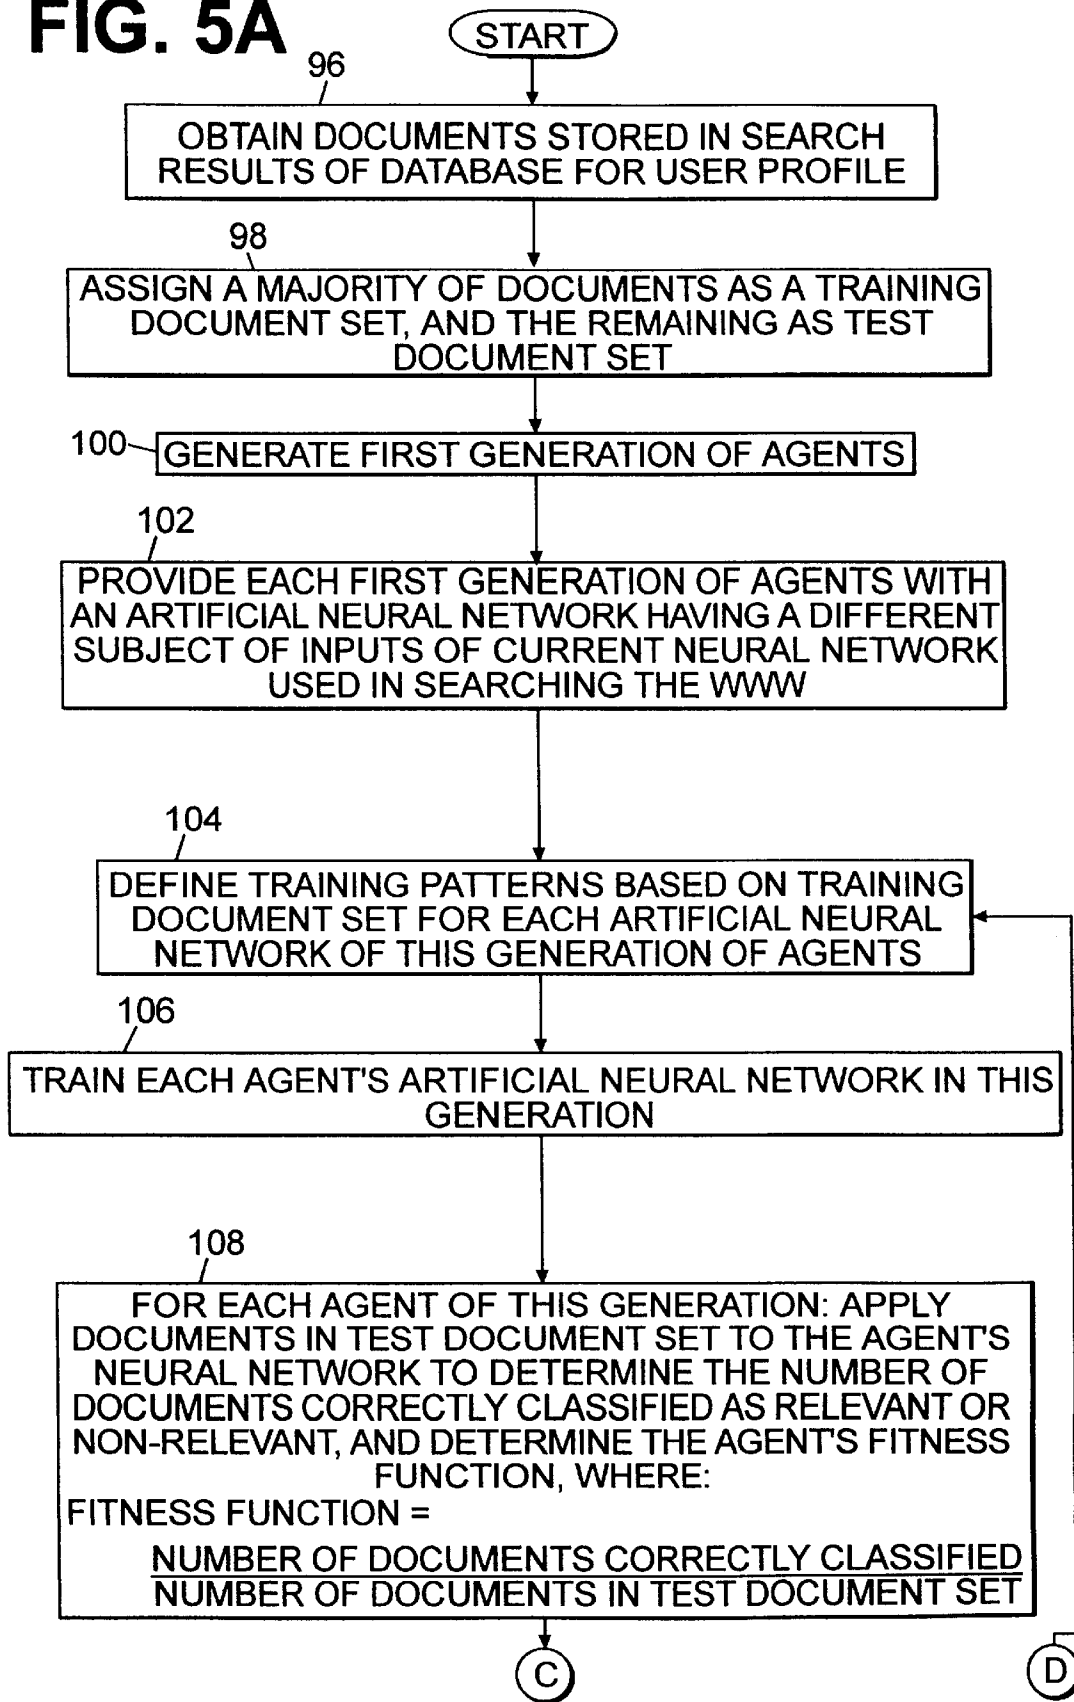 FIG. 5A
START
96
OBTAIN DOCUMENTS STORED IN SEARCH
RESULTS OF DATABASE FOR USER PROFILE
98
ASSIGN A MAJORITY OF DOCUMENTS AS A TRAINING
DOCUMENT SET, AND THE REMAINING AS TEST
DOCUMENT SET
100
GENERATE FIRST GENERATION OF AGENTS
102
PROVIDE EACH FIRST GENERATION OF AGENTS WITH
AN ARTIFICIAL NEURAL NETWORK HAVING A DIFFERENT
SUBJECT OF INPUTS OF CURRENT NEURAL NETWORK
USED IN SEARCHING THE WWW
104
DEFINE TRAINING PATTERNS BASED ON TRAINING
DOCUMENT SET FOR EACH ARTIFICIAL NEURAL
NETWORK OF THIS GENERATION OF AGENTS
106
TRAIN EACH AGENT'S ARTIFICIAL NEURAL NETWORK IN THIS
GENERATION
108
FOR EACH AGENT OF THIS GENERATION: APPLY
DOCUMENTS IN TEST DOCUMENT SET TO THE AGENT'S
NEURAL NETWORK TO DETERMINE THE NUMBER OF
DOCUMENTS CORRECTLY CLASSIFIED AS RELEVANT OR
NON-RELEVANT, AND DETERMINE THE AGENT'S FITNESS
FUNCTION, WHERE:
FITNESS FUNCTION =
NUMBER OF DOCUMENTS CORRECTLY CLASSIFIED
NUMBER OF DOCUMENTS IN TEST DOCUMENT SET
C
D